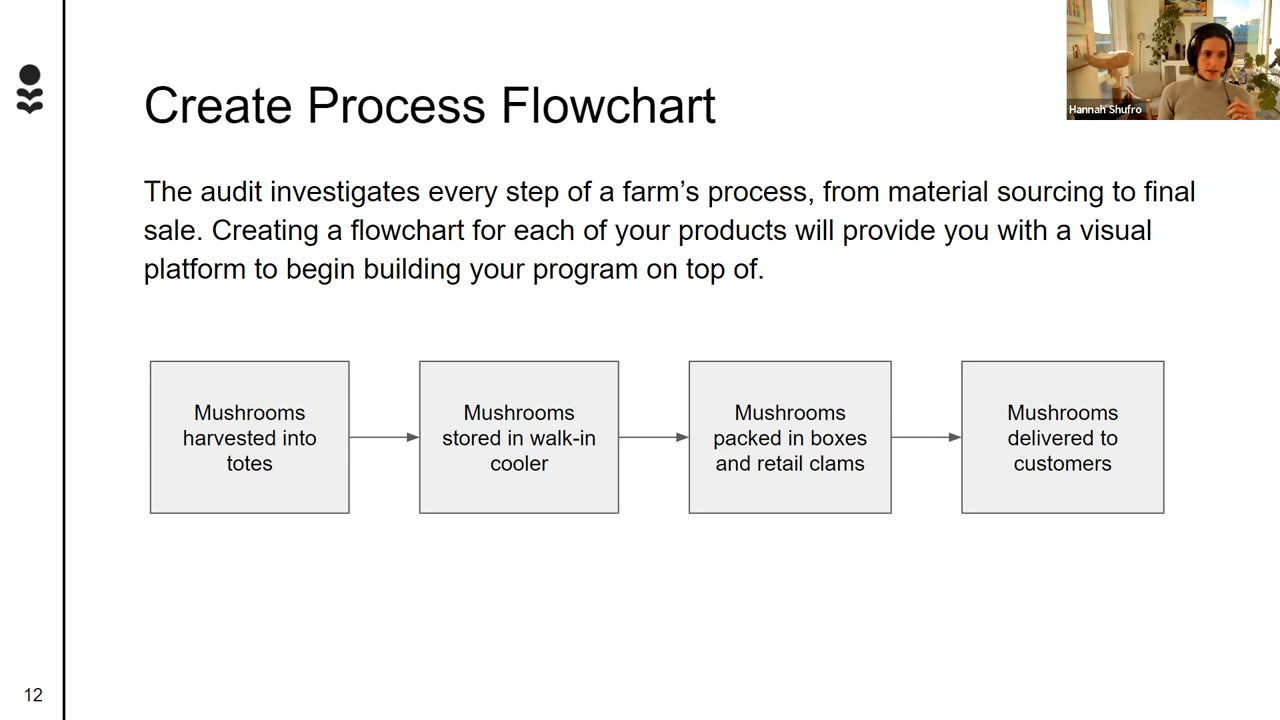 Hannah Shufro
Create Process Flowchart
The audit investigates every step of a farm’s process, from material sourcing to final
sale. Creating a flowchart for each of your products will provide you with a visual
platform to begin building your program on top of.
Mushrooms
harvested into
totes
Mushrooms
stored in walk-in
cooler
Mushrooms
packed in boxes
and retail clams
Mushrooms
delivered to
customers
12